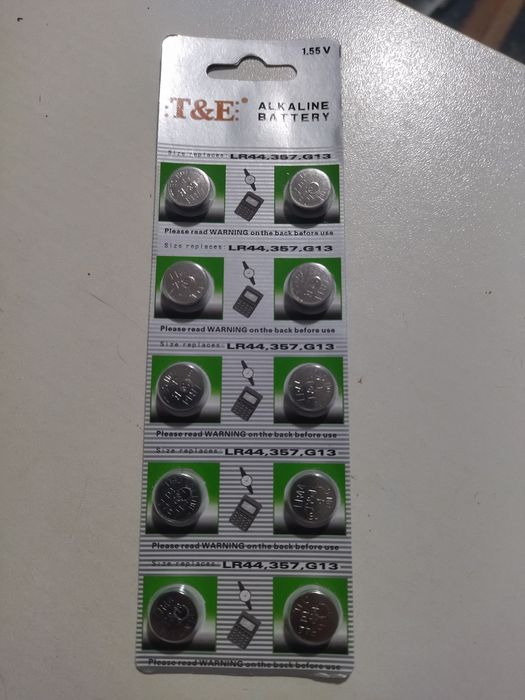 1.55 V
T&E
ALKALINE
BATTERY
Size replaces: LR44,357,G13
Please read WARNING on the back before use
Size replaces: LR44,357,G13
Please read WARNING on the back before use
Size replaces: LR44,357,G13
Please read WARNING on the back before use
Size replaces: LR44,357,G13
Please read WARNING on the back before use
Size replaces: LR44,357,G13
Please read WARNING on the back before use